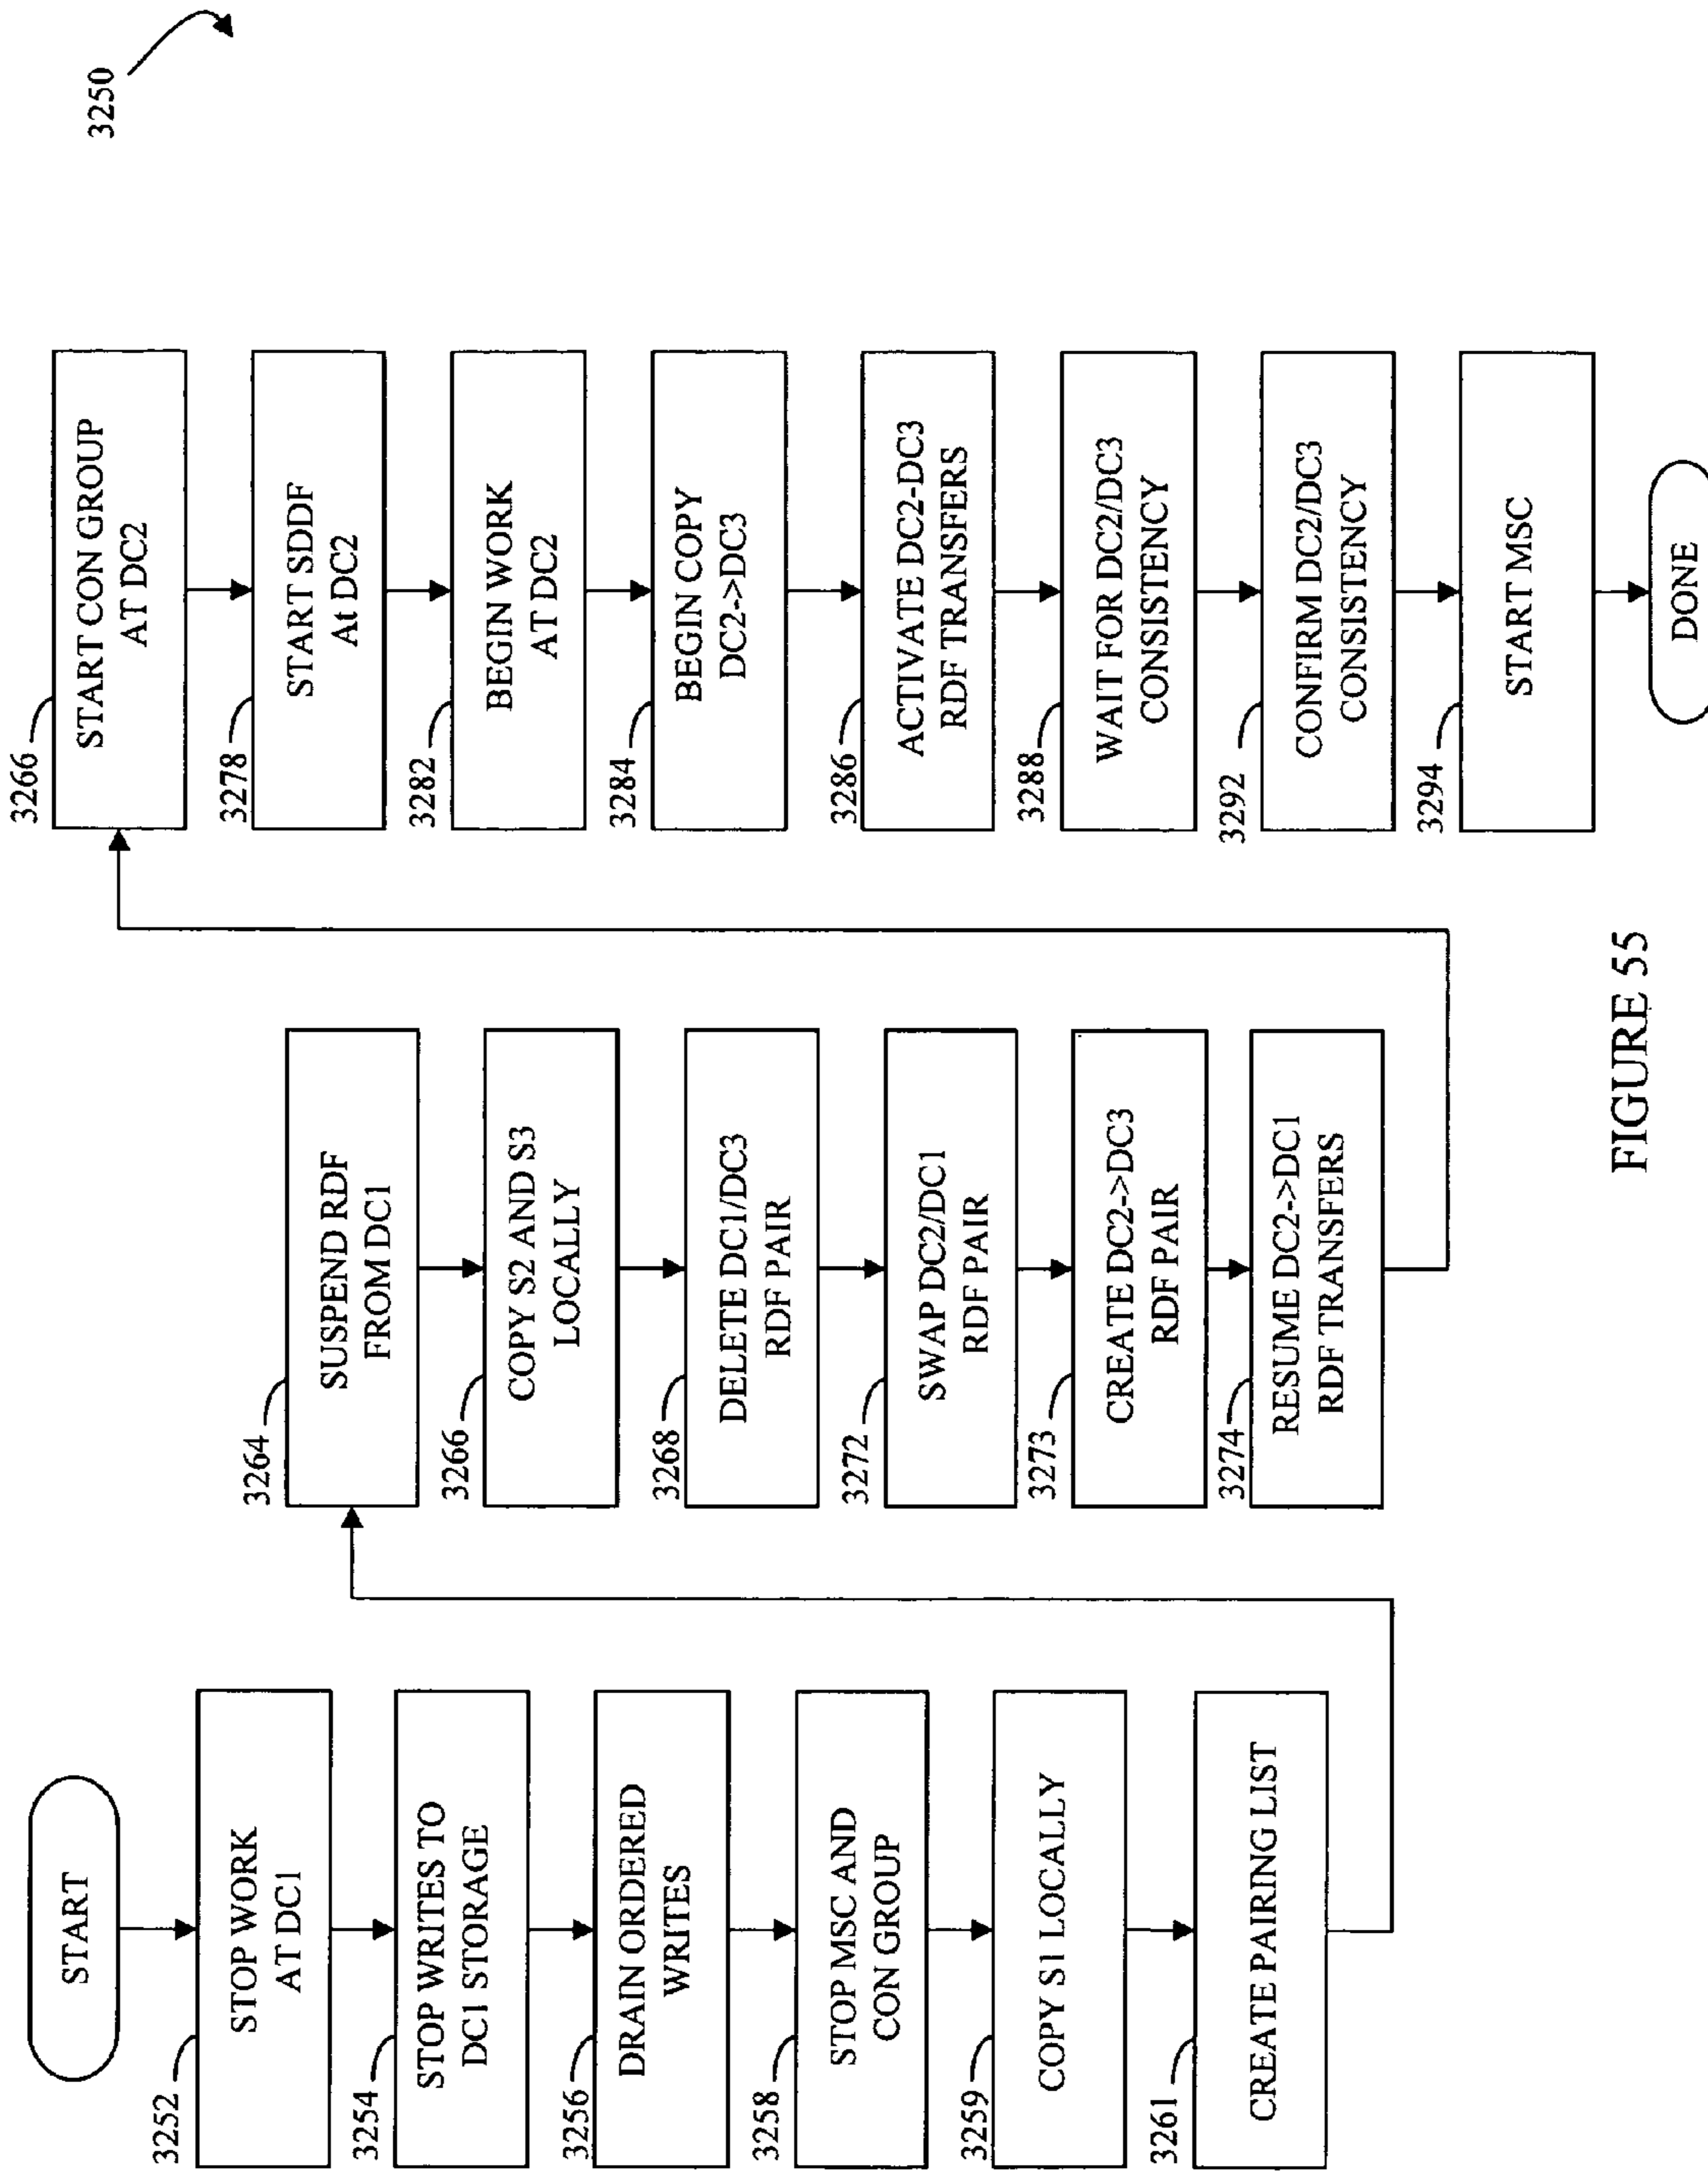 3250
START
3252
STOP WORK
AT DC1
3254
STOP WRITES TO
DC1 STORAGE
3256
DRAIN ORDERED
WRITES
3258
STOP MSC AND
CON GROUP
3259
COPY S1 LOCALLY
3261
CREATE PAIRING LIST
3264
SUSPEND RDF
FROM DC1
3266
COPY S2 AND S3
LOCALLY
3268
DELETE DC1/DC3
RDF PAIR
3272
SWAP DC2/DC1
RDF PAIR
3273
CREATE DC2->DC3
RDF PAIR
3274
RESUME DC2->DC1
RDF TRANSFERS
3266
START CON GROUP
AT DC2
3278
START SDDF
At DC2
3282
BEGIN WORK
AT DC2
3284
BEGIN COPY
DC2->DC3
3286
ACTIVATE DC2-DC3
RDF TRANSFERS
3288
WAIT FOR DC2/DC3
CONSISTENCY
3292
CONFIRM DC2/DC3
CONSISTENCY
3294
START MSC
DONE
FIGURE 55